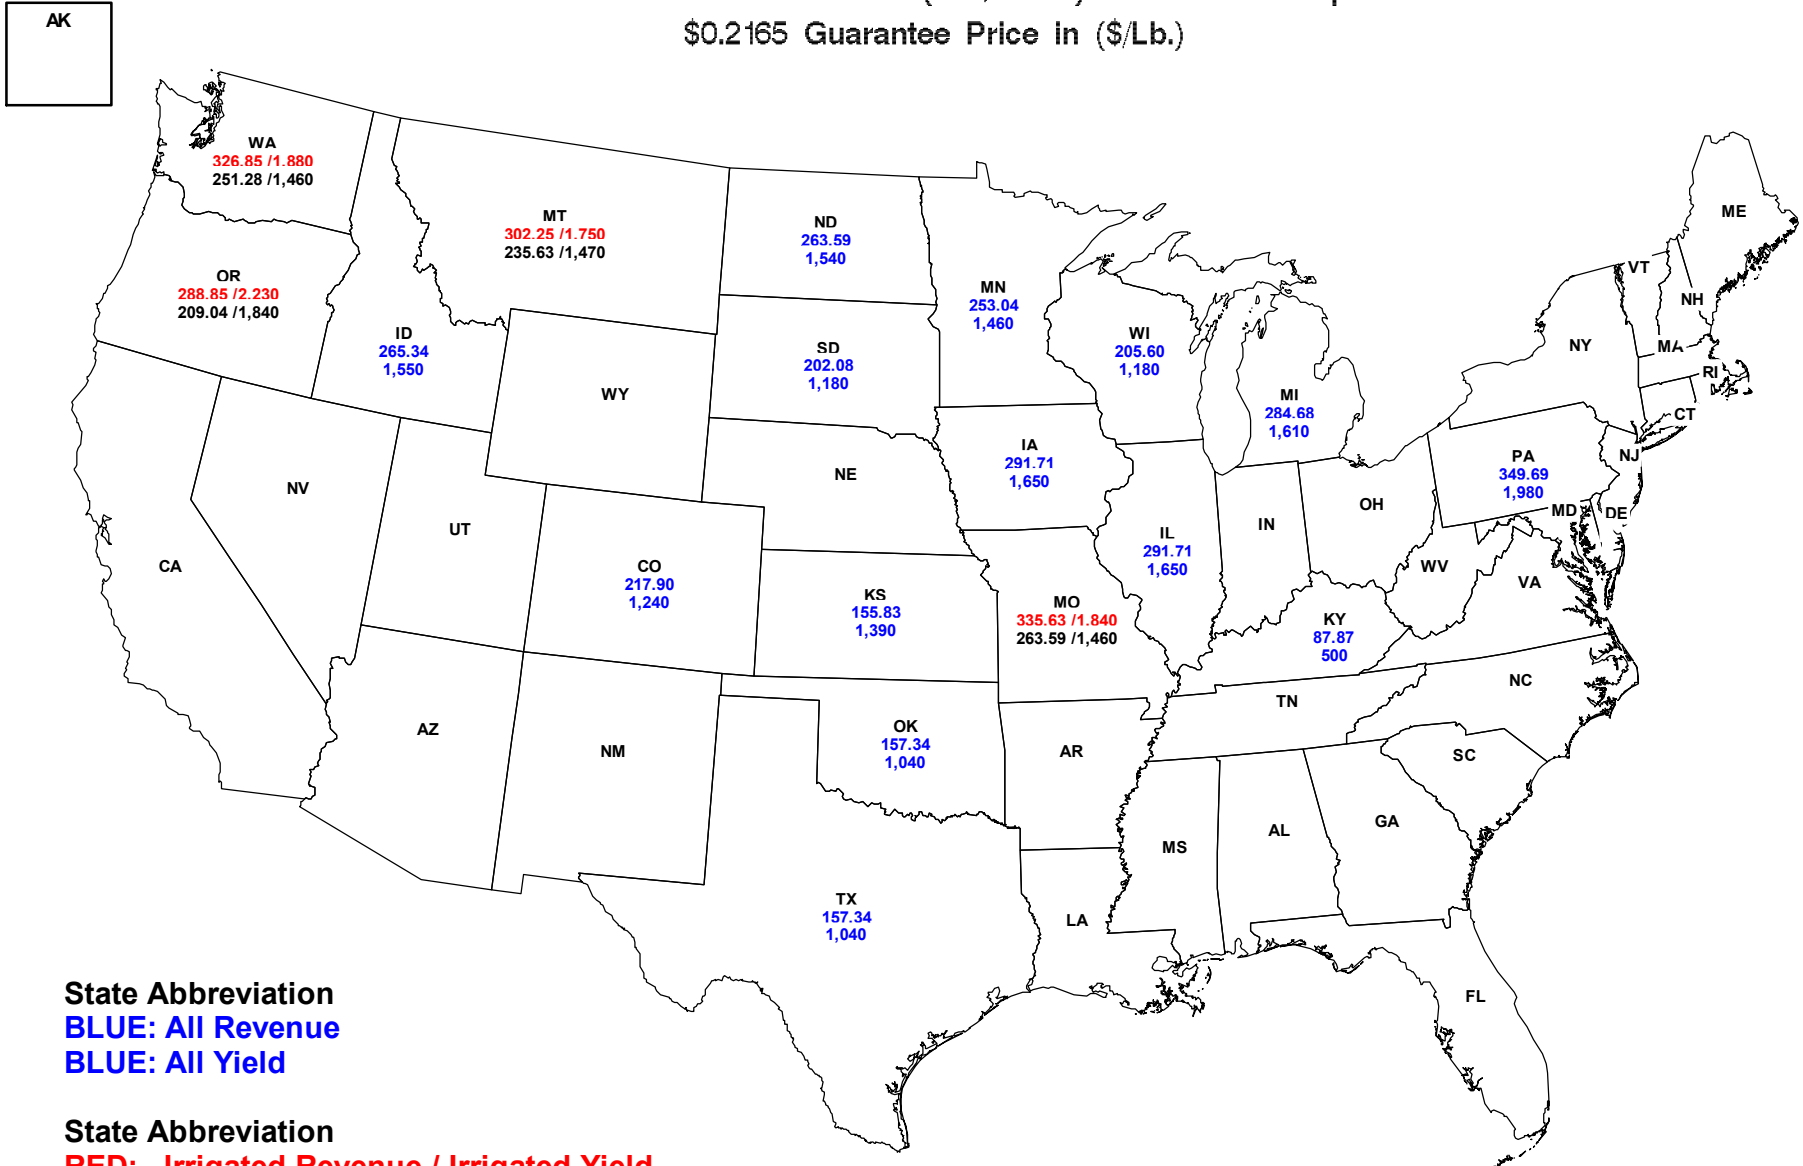 AK
$0.2165 Guarantee Price in ($/Lb.)
WA
326.85 /1.880
251.28 /1,460
MT
302.25 /1.750
235.63 /1,470
ND
263.59
1,540
MN
253.04
1,460
ME
VT
NH
OR
288.85 /2.230
209.04 /1,840
ID
265.34
1,550
WI
205.60
1,180
SD
202.08
1,180
NY
MA
RI
CT
WY
MI
284.68
1,610
IA
291.71
1,650
PA
349.69
1,980
NJ
NE
NV
OH
MD
DE
IN
UT
IL
291.71
1,650
CA
CO
217.90
1,240
WV
VA
KS
155.83
1,390
MO
335.63 /1.840
263.59 /1,460
KY
87.87
500
NC
TN
AZ
NM
OK
157.34
1,040
AR
SC
MS
AL
GA
TX
157.34
1,040
LA
FL
State Abbreviation
BLUE: All Revenue
BLUE: All Yield
State Abbreviation
RED: Irrigated Revenue / Irrigated Yield